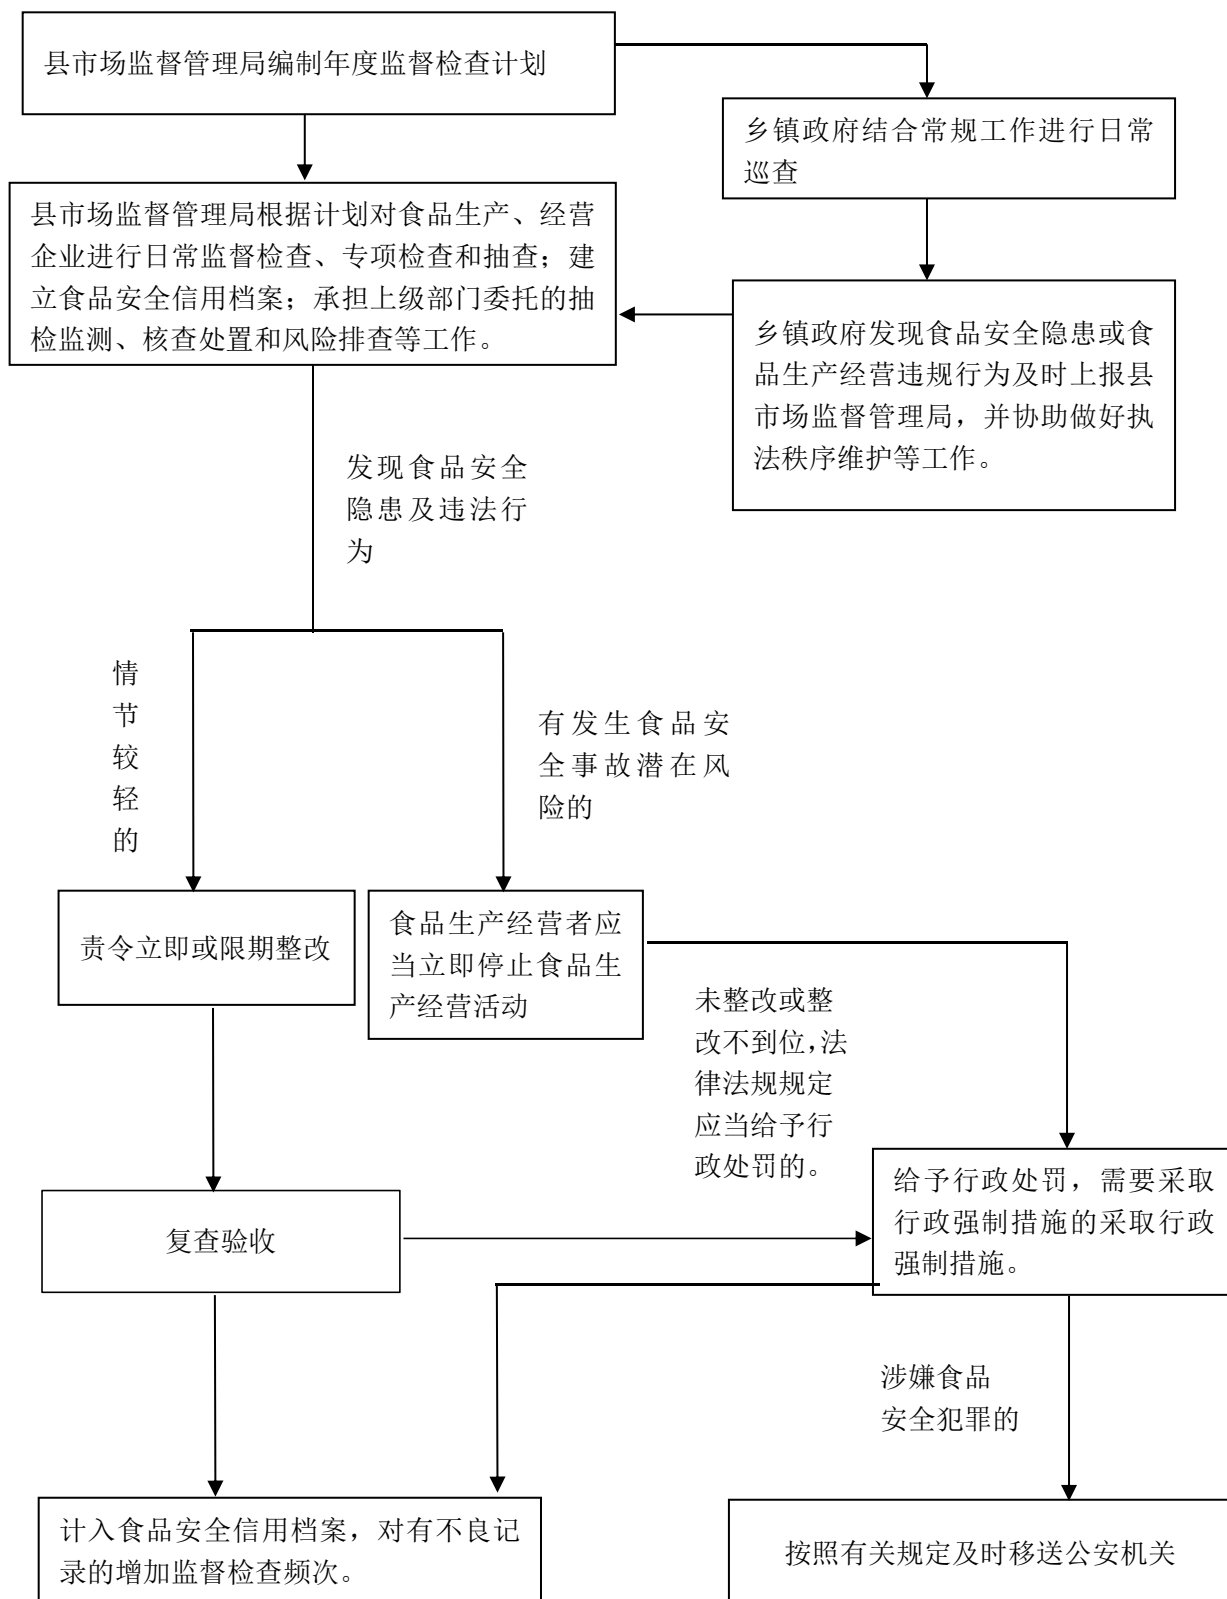 县市场监督管理局编制年度监督检查计划
乡镇政府结合常规工作进行日常
巡查
县市场监督管理局根据计划对食品生产、经营
企业进行日常监督检查、专项检查和抽查；建
立食品安全信用档案；承担上级部门委托的抽
检监测、核查处置和风险排查等工作。
乡镇政府发现食品安全隐患或食
品生产经营违规行为及时上报县
市场监督管理局，并协助做好执
法秩序维护等工作。
发现食品安全
隐患及违法行
为
情
节
较
轻
的
有发生食品安
全事故潜在风
险的
责令立即或限期整改
食品生产经营者应
当立即停止食品生
产经营活动
未整改或整
改不到位,法
律法规规定
应当给予行
政处罚的。
给予行政处罚，需要采取
行政强制措施的采取行政
强制措施。
复查验收
涉嫌食品
安全犯罪的
计入食品安全信用档案，对有不良记
录的增加监督检查频次。
按照有关规定及时移送公安机关